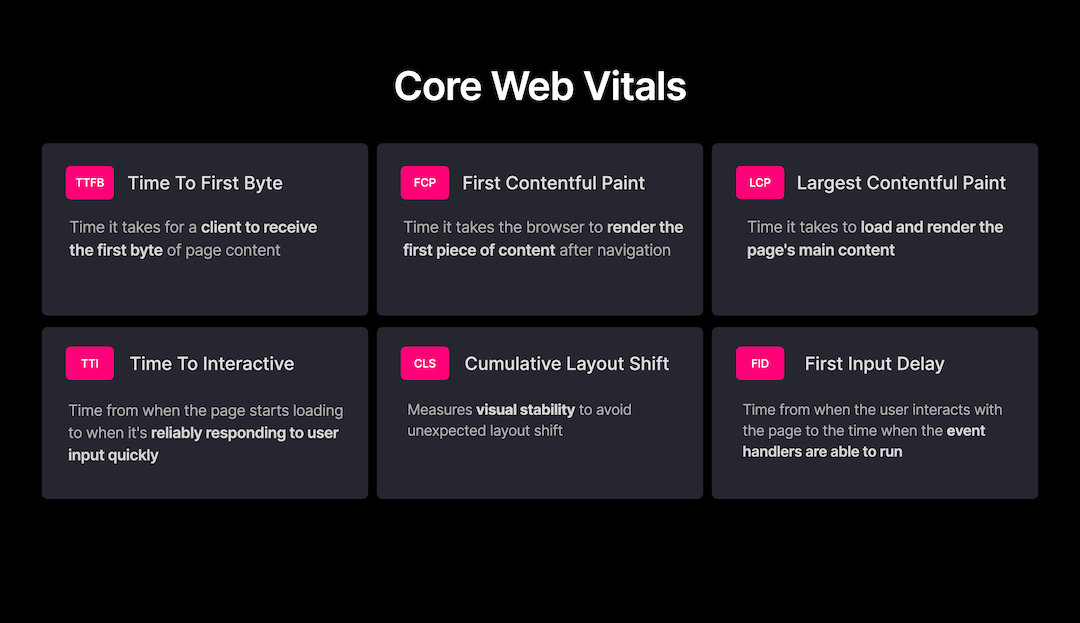 Core Web Vitals
TTFB Time To First Byte
Time it takes for a client to receive
the first byte of page content
FCP First Contentful Paint
Time it takes the browser to render the
first piece of content after navigation
LCP Largest Contentful Paint
Time it takes to load and render the
page's main content
TTI Time To Interactive
Time from when the page starts loading
to when it's reliably responding to user
input quickly
CLS Cumulative Layout Shift
Measures visual stability to avoid
unexpected layout shift
FID First Input Delay
Time from when the user interacts with
the page to the time when the event
handlers are able to run